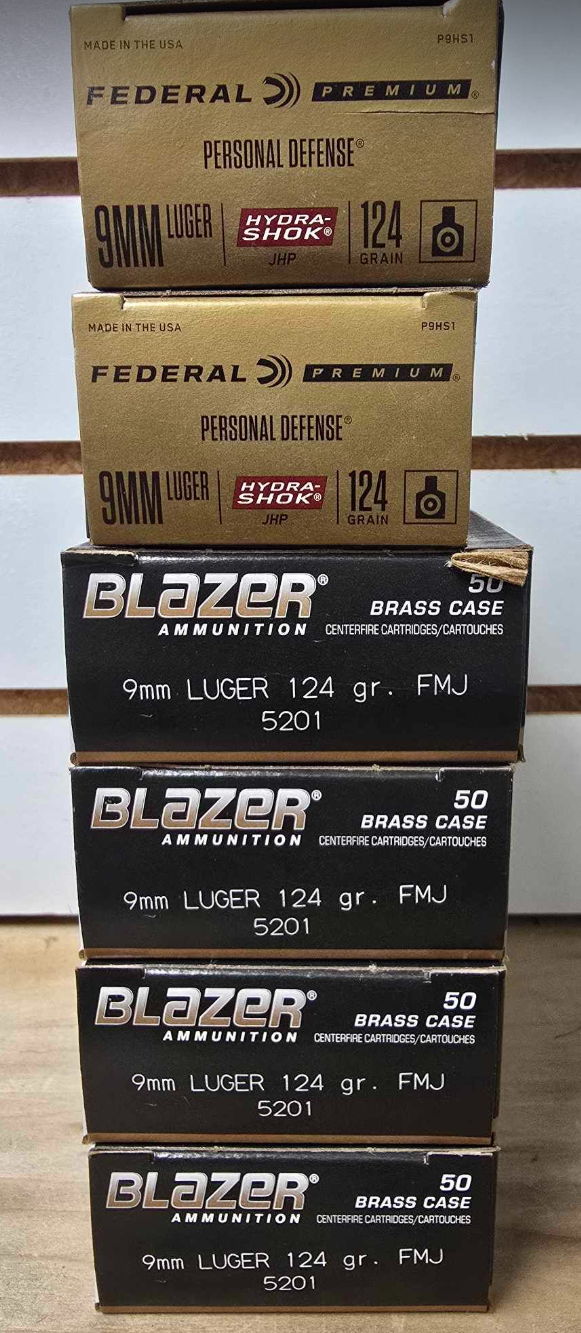 MADE IN THE USA P9HS1
FEDERAL PREMIUM®
PERSONAL DEFENSE®
9MM LUGER HYDRA-SHOK® JHP 124 GRAIN
MADE IN THE USA P9HS1
FEDERAL PREMIUM®
PERSONAL DEFENSE®
9MM LUGER HYDRA-SHOK® JHP 124 GRAIN
BLAZER® 50
BRASS CASE
AMMUNITION CENTERFIRE CARTRIDGES/CARTOUCHES
9mm LUGER 124 gr. FMJ
5201
BLAZER® 50
BRASS CASE
AMMUNITION CENTERFIRE CARTRIDGES/CARTOUCHES
9mm LUGER 124 gr. FMJ
5201
BLAZER® 50
BRASS CASE
AMMUNITION CENTERFIRE CARTRIDGES/CARTOUCHES
9mm LUGER 124 gr. FMJ
5201
BLAZER® 50
BRASS CASE
AMMUNITION CENTERFIRE CARTRIDGES/CARTOUCHES
9mm LUGER 124 gr. FMJ
5201